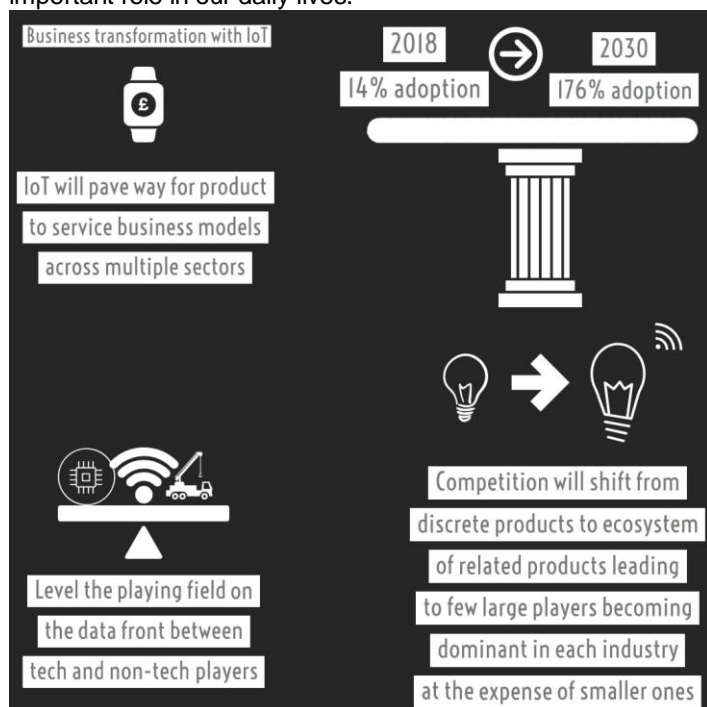 important role in our daily lives.
Business transformation with IoT
£
IoT will pave way for product
to service business models
across multiple sectors
2018
2030
14% adoption
176% adoption
Level the playing field on
the data front between
tech and non-tech players
Competition will shift from
discrete products to ecosystem
of related products leading
to few large players becoming
dominant in each industry
at the expense of smaller ones